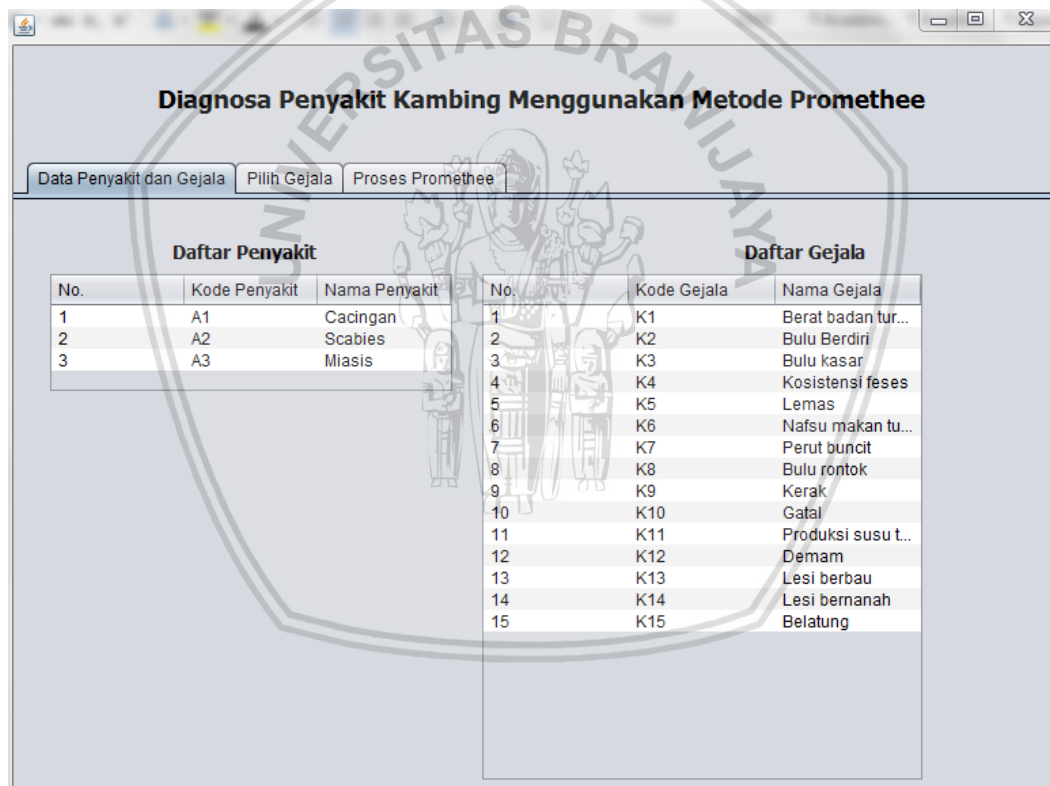 UNIVERSITAS BRAWIJAYA
Diagnosa Penyakit Kambing Menggunakan Metode Promethee
Data Penyakit dan Gejala Pilih Gejala Proses Promethee
Daftar Penyakit
No. Kode Penyakit Nama Penyakit
1 A1 Cacingan
2 A2 Scabies
3 A3 Miasis
Daftar Gejala
No. Kode Gejala Nama Gejala
1 K1 Berat badan tur...
2 K2 Bulu Berdiri
3 K3 Bulu kasar
4 K4 Kosistensi feses
5 K5 Lemas
6 K6 Nafsu makan tu...
7 K7 Perut buncit
8 K8 Bulu rontok
9 K9 Kerak
10 K10 Gatal
11 K11 Produksi susu t...
12 K12 Demam
13 K13 Lesi berbau
14 K14 Lesi bernanah
15 K15 Belatung